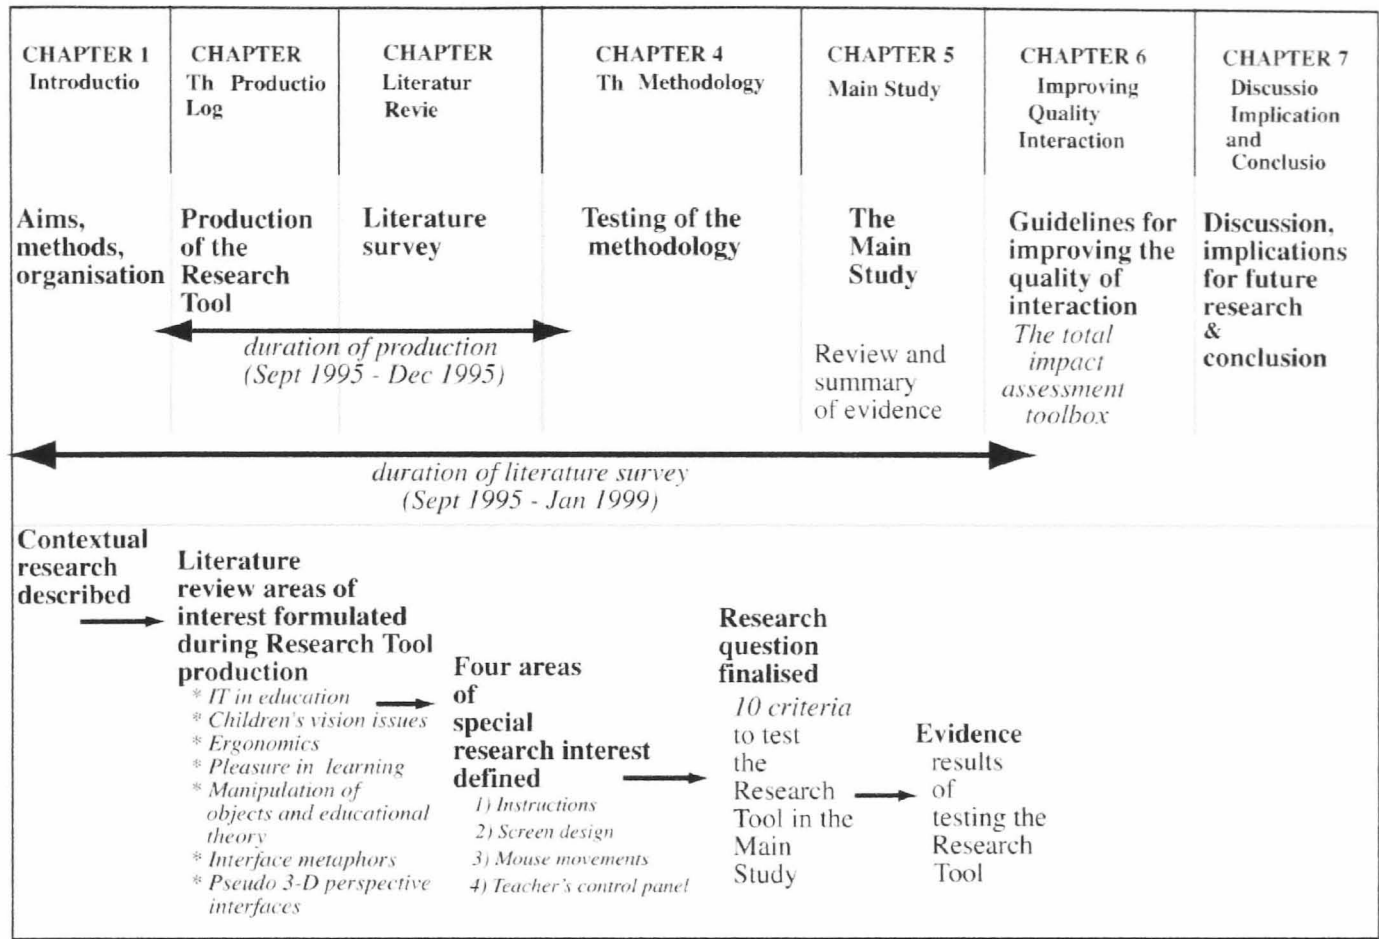 CHAPTER 1
Introductio
CHAPTER
Th Productio
Log
CHAPTER
Literatur
Revie
CHAPTER 4
Th Methodology
CHAPTER 5
Main Study
CHAPTER 6
Improving
Quality
Interaction
CHAPTER 7
Discussio
Implication
and
Conclusio
Aims,
methods,
organisation
Production
of the
Research
Tool
Literature
survey
Testing of the
methodology
The
Main
Study
Review and
summary
of evidence
Guidelines for
improving the
quality of
interaction
The total
impact
assessment
toolbox
Discussion,
implications
for future
research
&
conclusion
duration of production
(Sept 1995 - Dec 1995)
duration of literature survey
(Sept 1995 - Jan 1999)
Contextual
research
described
Literature
review areas of
interest formulated
during Research Tool
production
* IT in education
* Children's vision issues
* Ergonomics
* Pleasure in learning
* Manipulation of
objects and educational
theory
* Interface metaphors
* Pseudo 3-D perspective
interfaces
Four areas
of
special
research interest
defined
1) Instructions
2) Screen design
3) Mouse movements
4) Teacher's control panel
Research
question
finalised
10 criteria
to test
the
Research
Tool in the
Main
Study
Evidence
results
of
testing the
Research
Tool